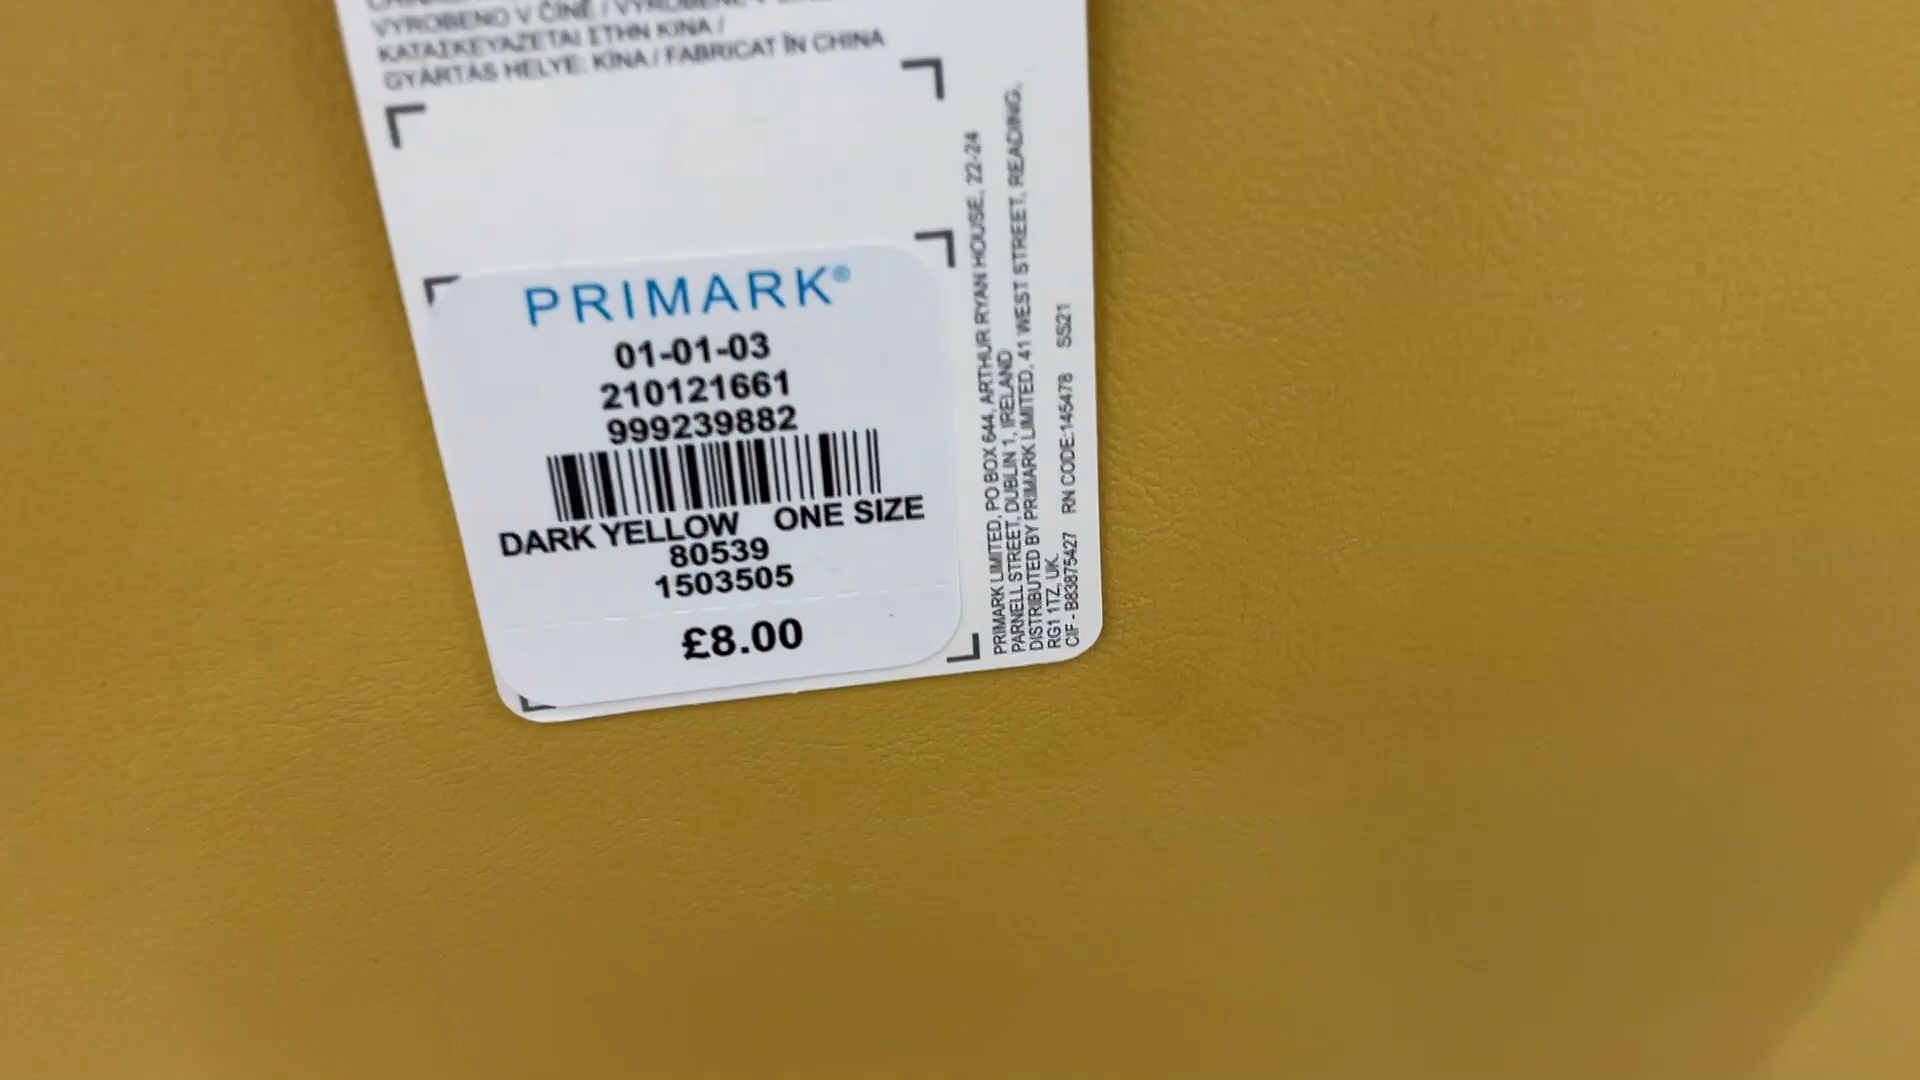 VYROBENO V ČÍNĚ /
ΚΑΤΑΣΚΕΥΑΖΕΤΑΙ ΣΤΗΝ ΚΙΝΑ /
GYÁRTÁS HELYE: KÍNA / FABRICAT ÎN CHINA
PRIMARK®
01-01-03
210121661
999239882
DARK YELLOW ONE SIZE
80539
1503505
£8.00
PRIMARK LIMITED, PO BOX 644, ARTHUR RYAN HOUSE, 22-24
PARNELL STREET, DUBLIN 1, IRELAND
DISTRIBUTED BY PRIMARK LIMITED, 41 WEST STREET, READING,
RG1 1TZ, UK.
CIF - B83875427 RN CODE:145478 SS21